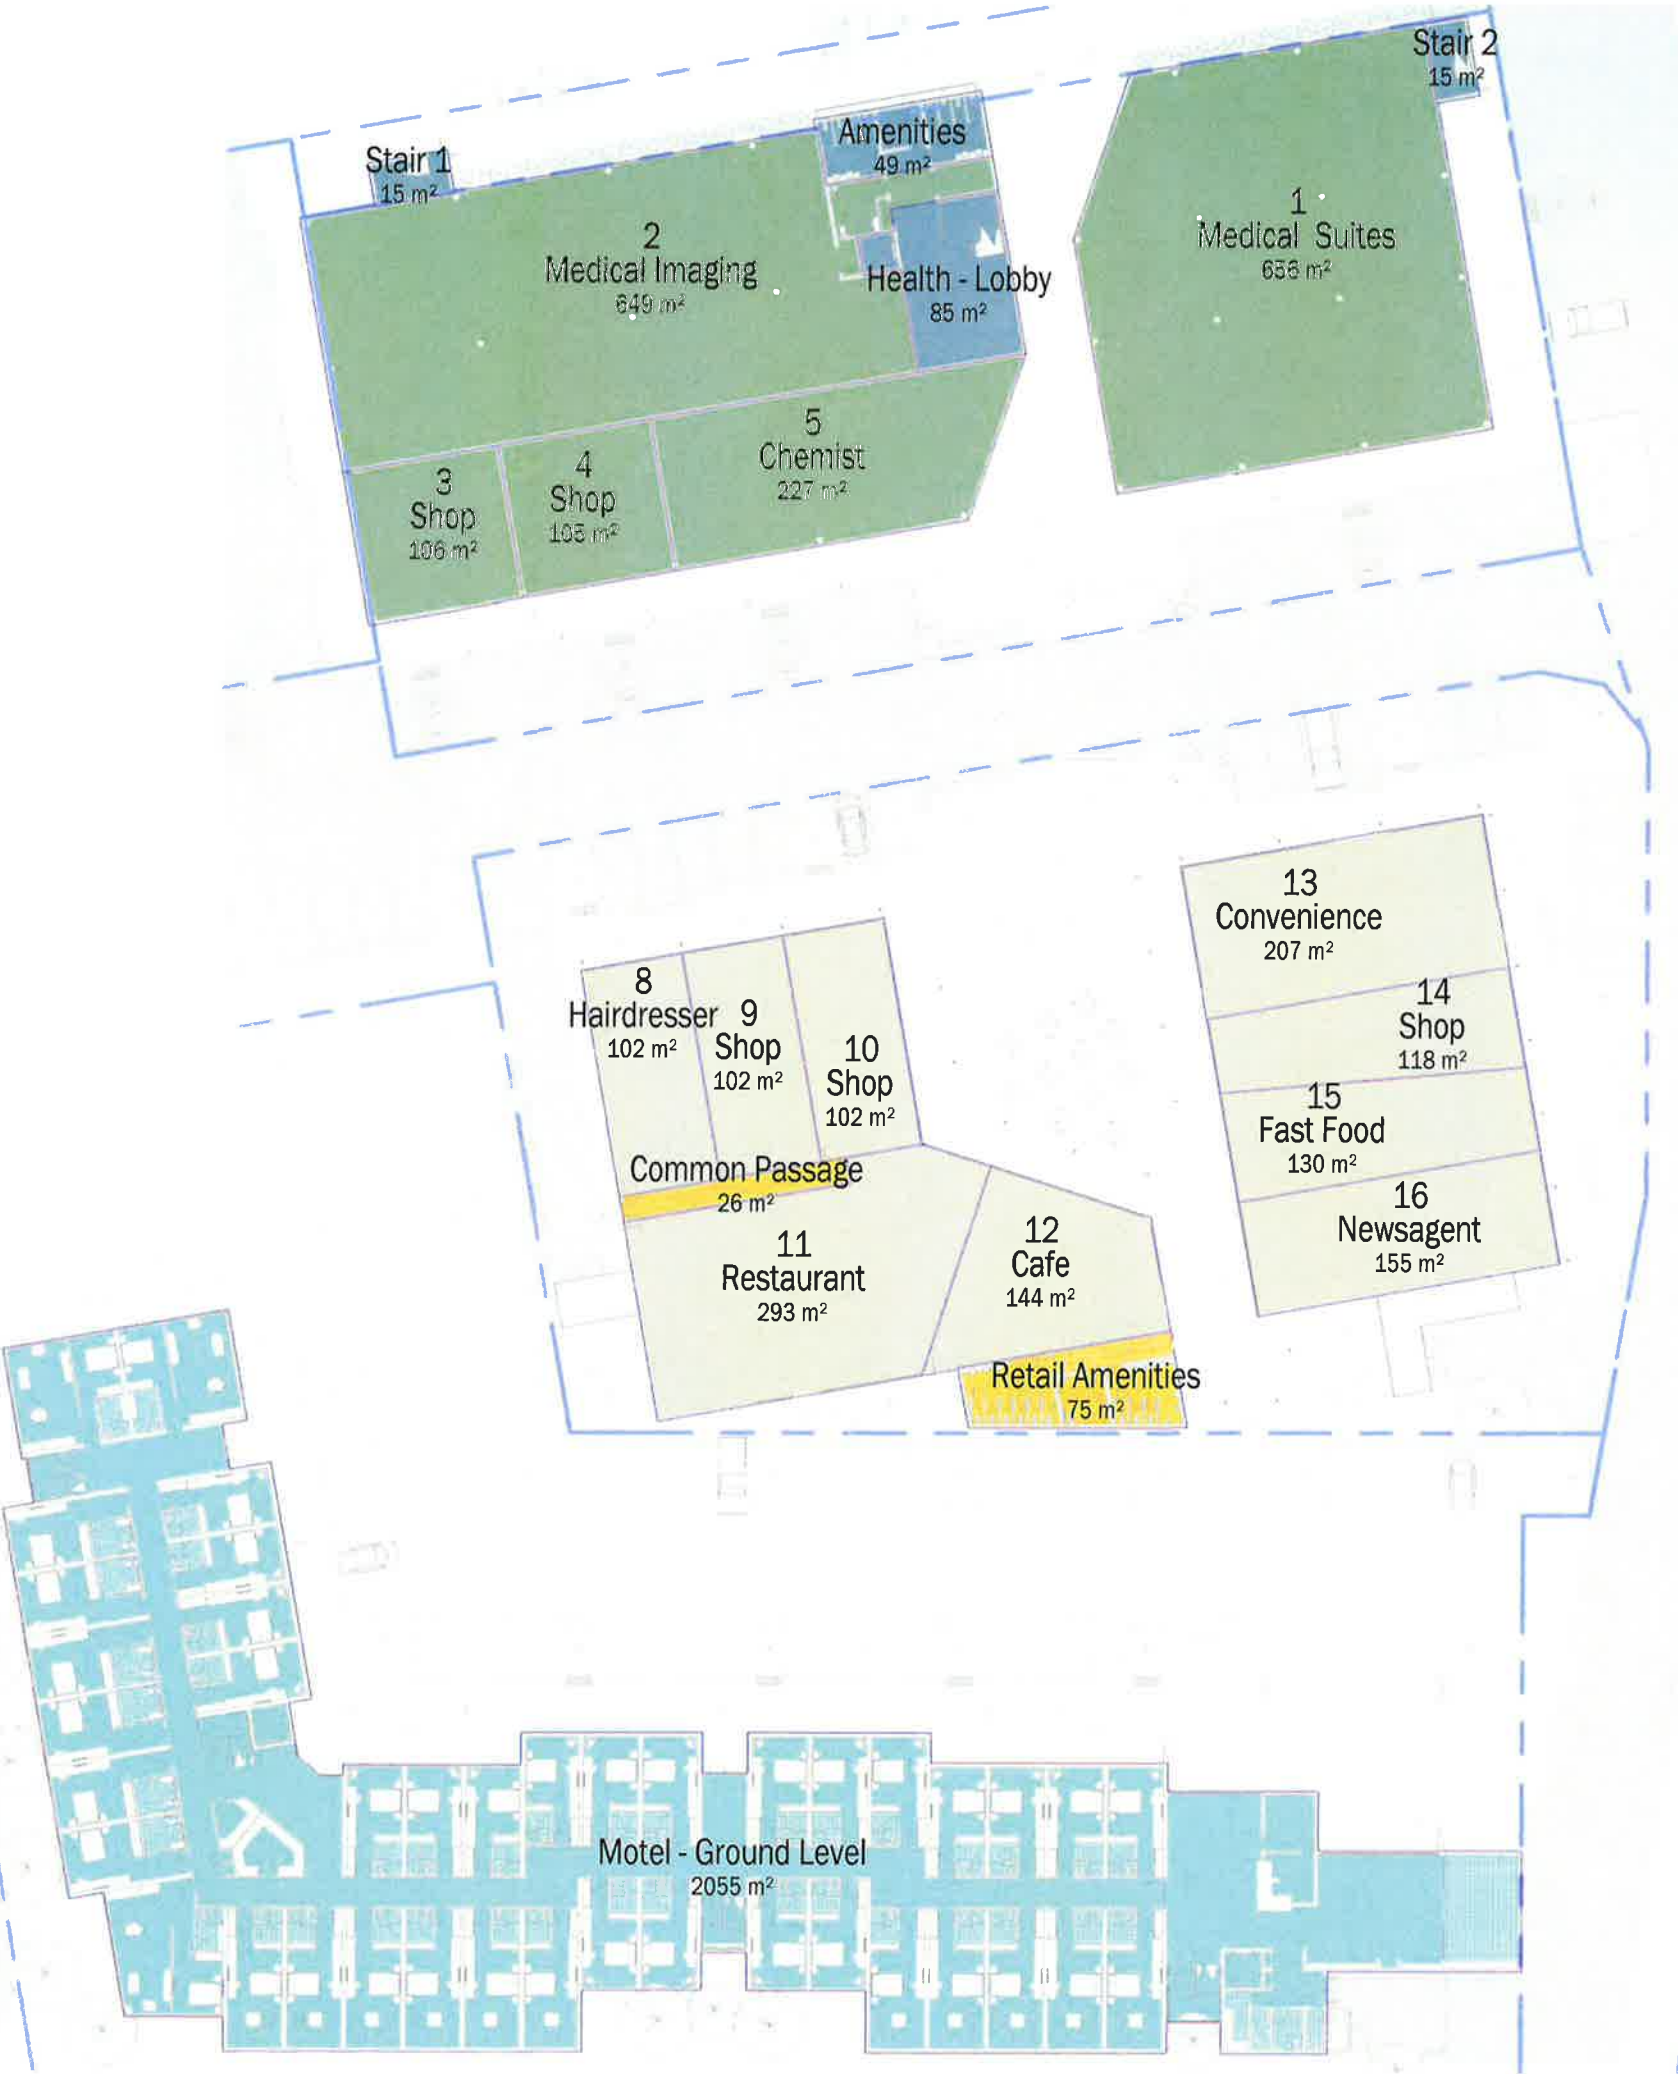 Stair 2
15 m²
Amenities
49 m²
Stair 1
15 m²
1
Medical Suites
656 m²
2
Medical Imaging
649 m²
Health - Lobby
85 m²
5
Chemist
227 m²
4
Shop
105 m²
3
Shop
106 m²
13
Convenience
207 m²
8
Hairdresser
102 m²
9
Shop
102 m²
10
Shop
102 m²
14
Shop
118 m²
15
Fast Food
130 m²
Common Passage
26 m²
16
Newsagent
155 m²
11
Restaurant
293 m²
12
Cafe
144 m²
Retail Amenities
75 m²
Motel - Ground Level
2055 m²